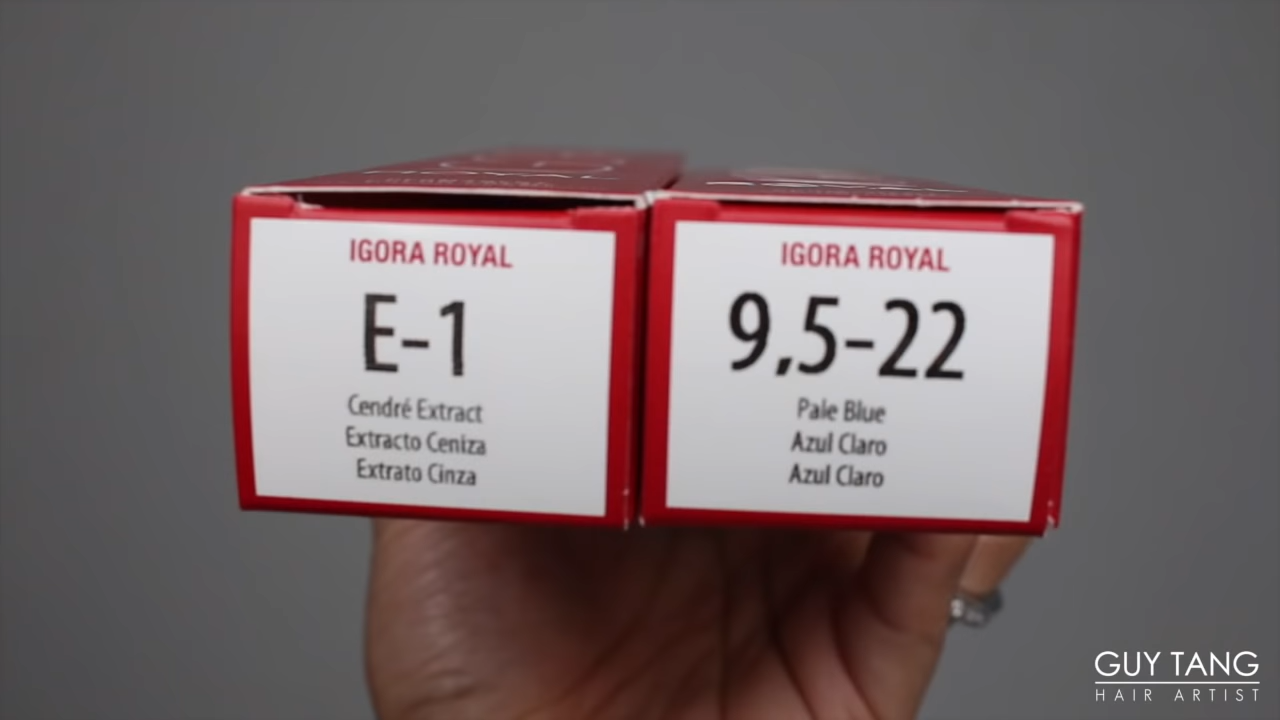 IGORA ROYAL
E-1
Cendré Extract
Extracto Ceniza
Extrato Cinza
IGORA ROYAL
9,5-22
Pale Blue
Azul Claro
Azul Claro
GUY TANG
HAIR ARTIST